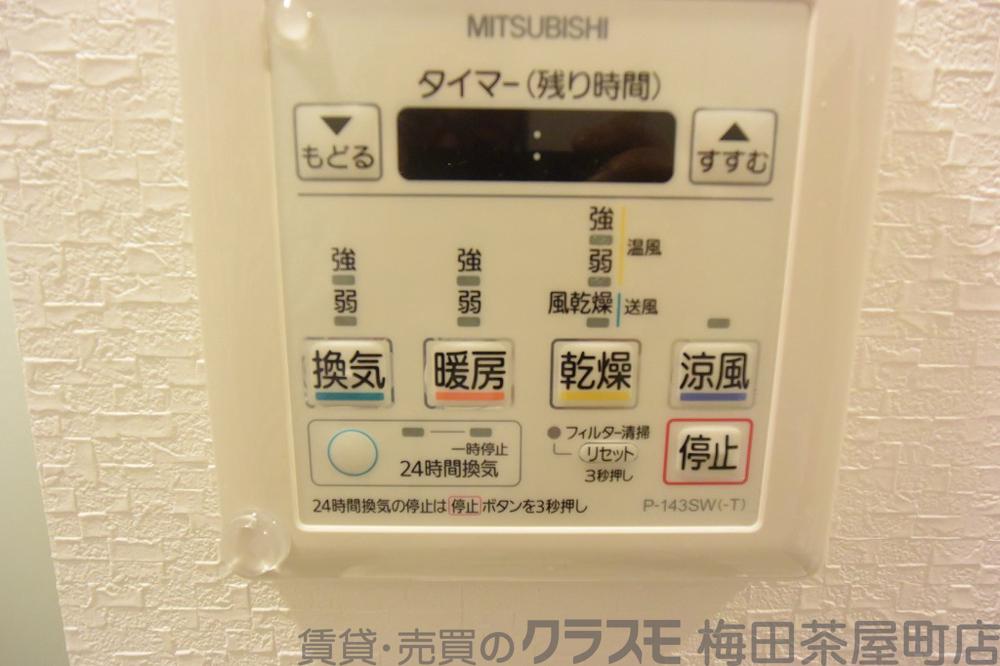 MITSUBISHI
タイマー(残り時間)
▼
もどる
:
▲
すすむ
強
弱
強
弱
強
弱
温風
風乾燥
送風
換気
暖房
乾燥
涼風
一時停止
24時間換気
フィルター清掃
リセット
3秒押し
停止
24時間換気の停止は 停止 ボタンを3秒押し
P-143SW(-T)
賃貸・売買のクラスモ 梅田茶屋町店